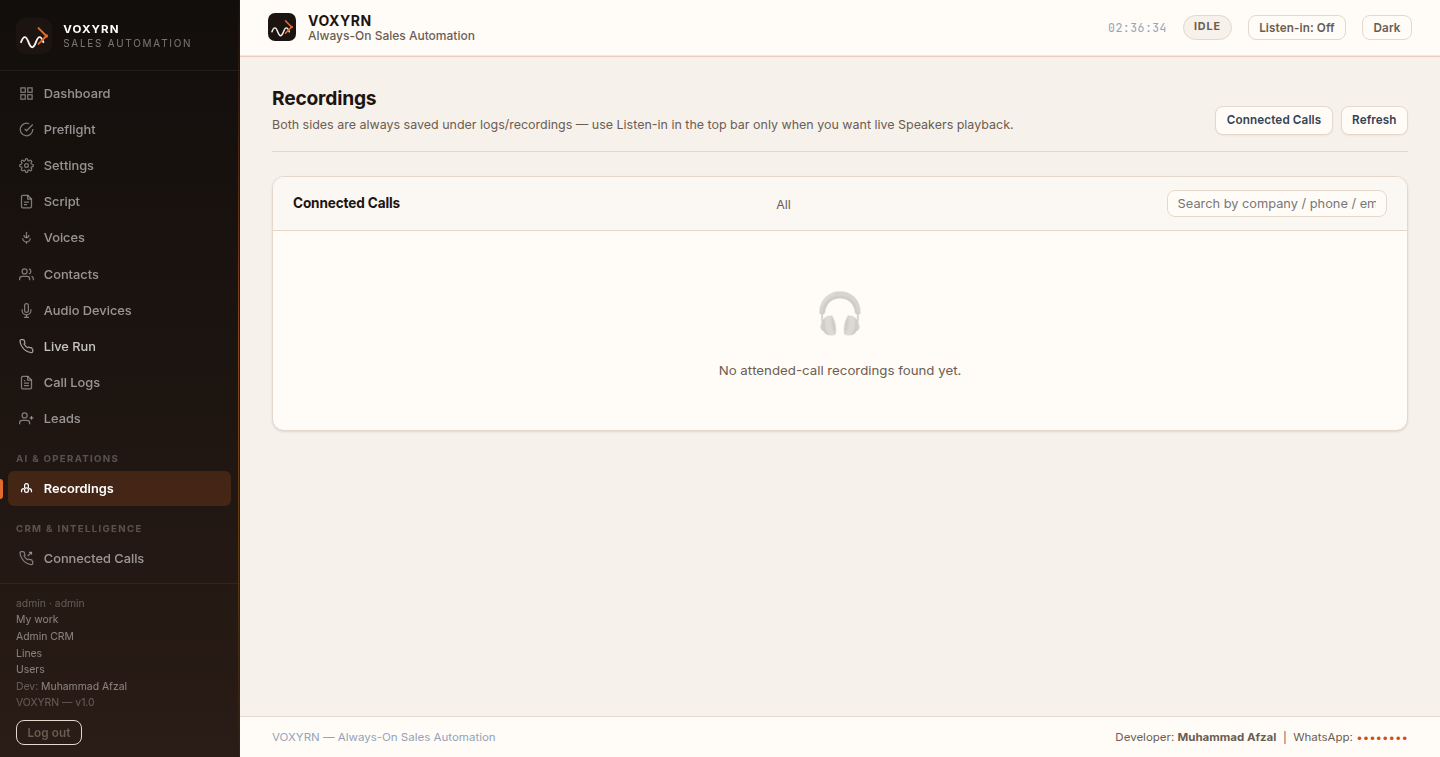 VOXYRN
SALES AUTOMATION
Dashboard
Preflight
Settings
Script
Voices
Contacts
Audio Devices
Live Run
Call Logs
Leads
AI & OPERATIONS
Recordings
CRM & INTELLIGENCE
Connected Calls
admin · admin
My work
Admin CRM
Lines
Users
Dev: Muhammad Afzal
VOXYRN — v1.0
Log out
VOXYRN
Always-On Sales Automation
02:36:34
IDLE
Listen-in: Off
Dark
Recordings
Both sides are always saved under logs/recordings — use Listen-in in the top bar only when you want live Speakers playback.
Connected Calls
Refresh
Connected Calls
All
Search by company / phone / em
No attended-call recordings found yet.
VOXYRN — Always-On Sales Automation
Developer: Muhammad Afzal | WhatsApp: ••••••••